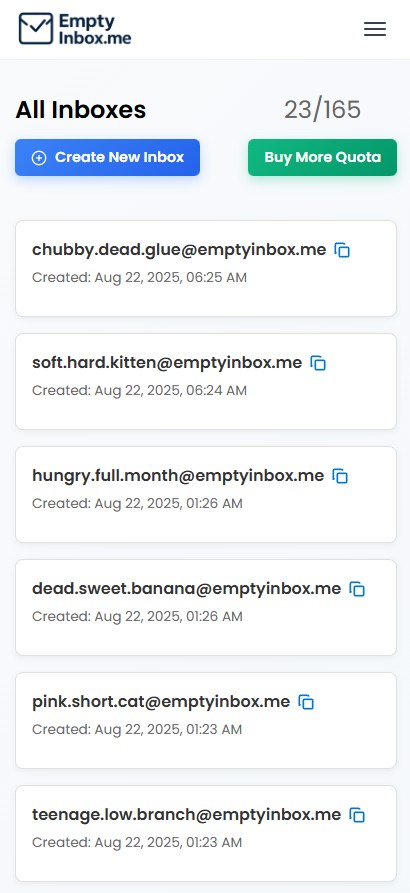 Empty
Inbox.me
All Inboxes
23/165
Create New Inbox
Buy More Quota
chubby.dead.glue@emptyinbox.me
Created: Aug 22, 2025, 06:25 AM
soft.hard.kitten@emptyinbox.me
Created: Aug 22, 2025, 06:24 AM
hungry.full.month@emptyinbox.me
Created: Aug 22, 2025, 01:26 AM
dead.sweet.banana@emptyinbox.me
Created: Aug 22, 2025, 01:26 AM
pink.short.cat@emptyinbox.me
Created: Aug 22, 2025, 01:23 AM
teenage.low.branch@emptyinbox.me
Created: Aug 22, 2025, 01:23 AM